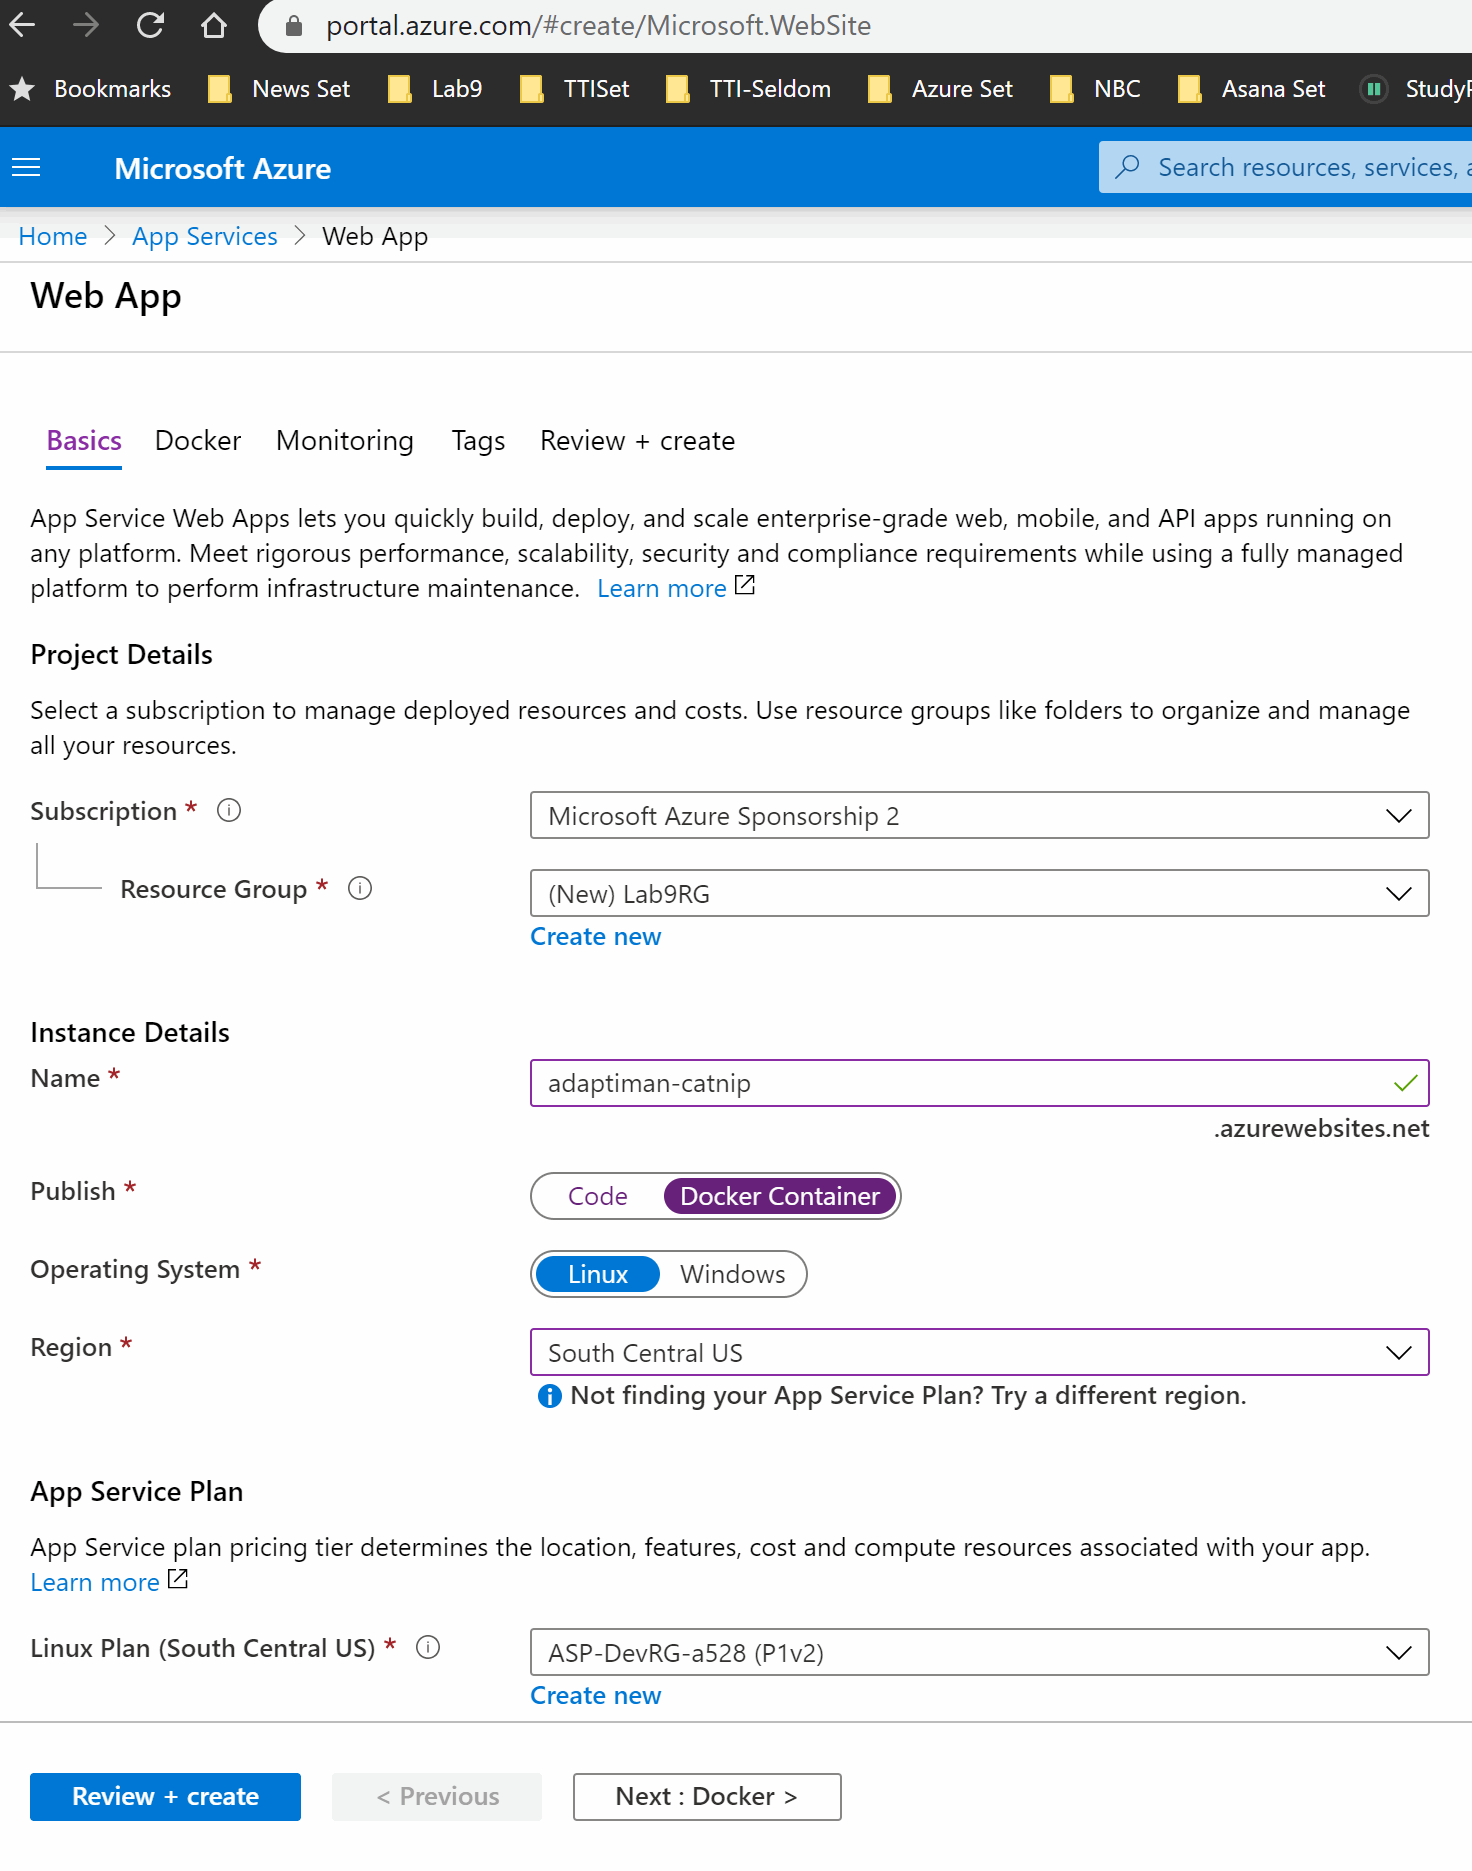 portal.azure.com/#create/Microsoft.WebSite
Bookmarks News Set Lab9 TTISet TTI-Seldom Azure Set NBC Asana Set
Microsoft Azure Search resources, services,
Home > App Services > Web App
Web App
Basics Docker Monitoring Tags Review + create
App Service Web Apps lets you quickly build, deploy, and scale enterprise-grade web, mobile, and API apps running on
any platform. Meet rigorous performance, scalability, security and compliance requirements while using a fully managed
platform to perform infrastructure maintenance. Learn more
Project Details
Select a subscription to manage deployed resources and costs. Use resource groups like folders to organize and manage
all your resources.
Subscription * Microsoft Azure Sponsorship 2
Resource Group * (New) Lab9RG
Create new
Instance Details
Name * adaptiman-catnip
.azurewebsites.net
Publish * Code Docker Container
Operating System * Linux Windows
Region * South Central US
Not finding your App Service Plan? Try a different region.
App Service Plan
App Service plan pricing tier determines the location, features, cost and compute resources associated with your app.
Learn more
Linux Plan (South Central US) * ASP-DevRG-a528 (P1v2)
Create new
Review + create < Previous Next : Docker >